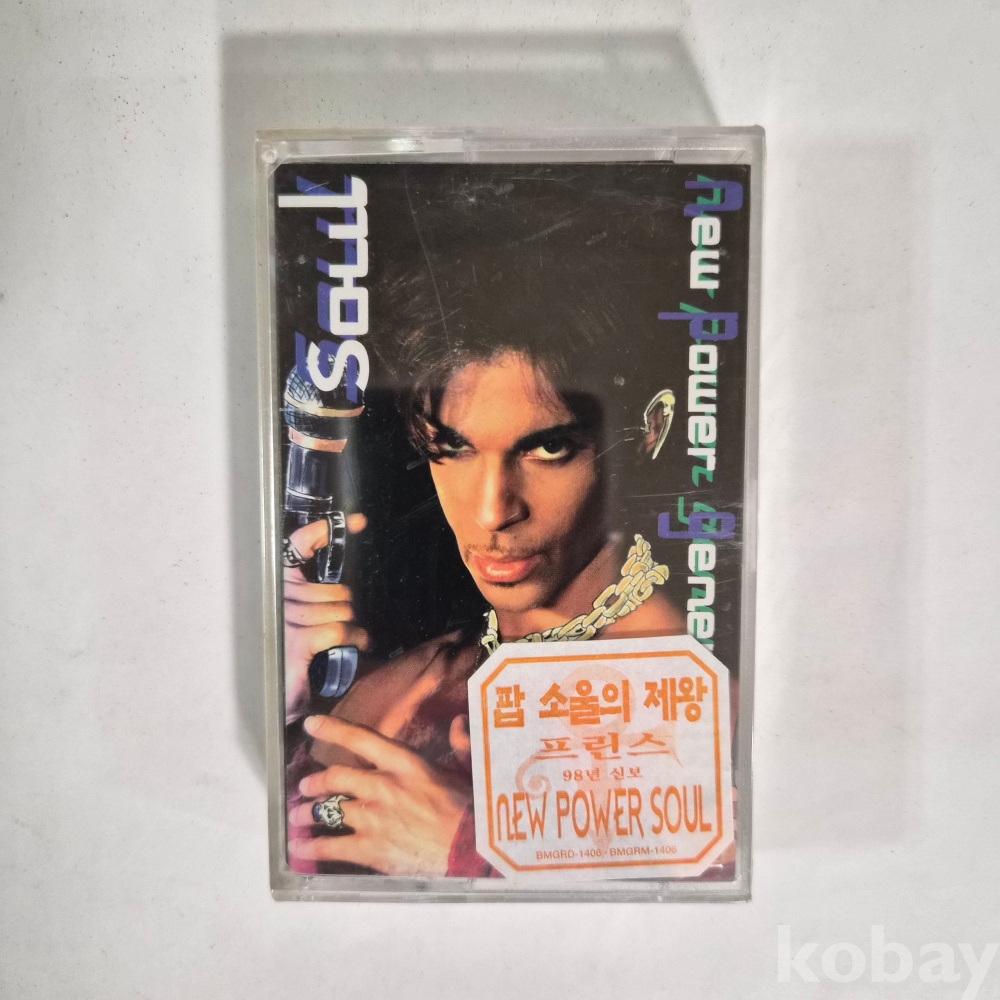 Soul
New Power Gene
팝 소울의 제왕
프린스
98년 신보
NEW POWER SOUL
BMGRD-1406 · BMGRM-1406
kobay